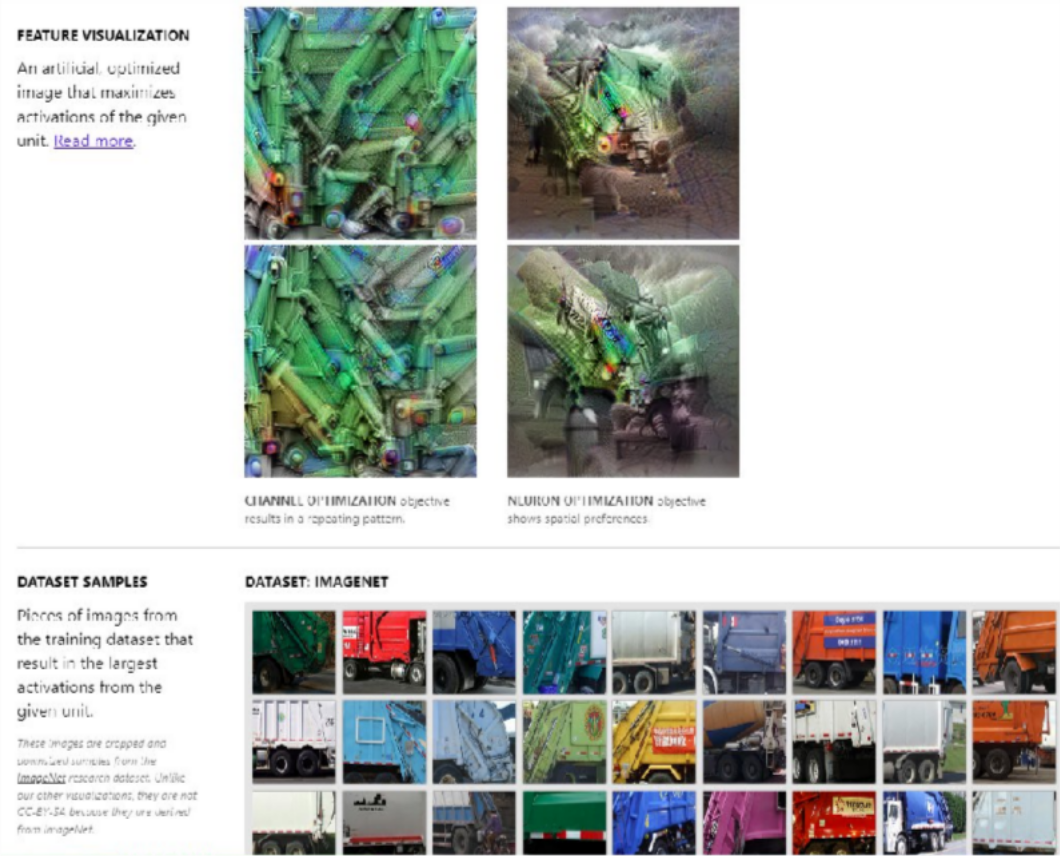 FEATURE VISUALIZATION
An artificial, optimized
image that maximizes
activations of the given
unit. Read more.
CHANNEL OPTIMIZATION objective
results in a repeating pattern.
NEURON OPTIMIZATION objective
shows spatial preferences.
DATASET SAMPLES
Pieces of images from
the training dataset that
result in the largest
activations from the
given unit.
These images are cropped and
downsized samples from the
ImageNet research dataset. Unlike
our other visualizations, they are not
CC-BY-SA because they are derived
from ImageNet.
DATASET: IMAGENET